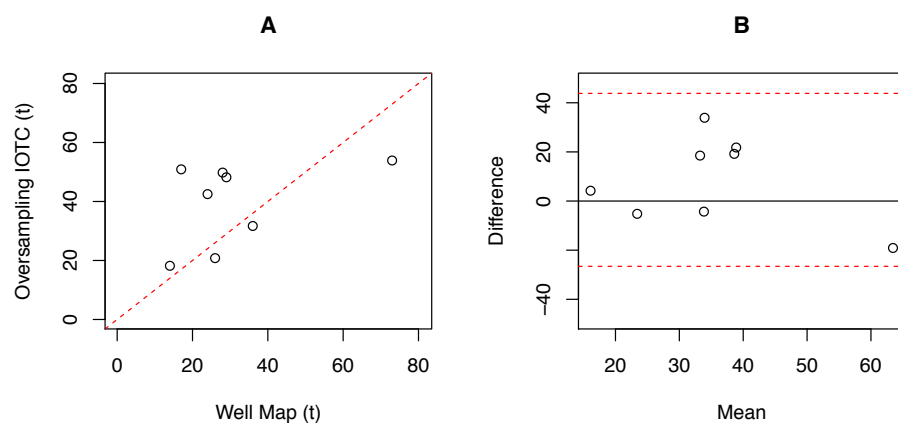 A
Oversampling IOTC (t)
80
60
40
20
0
0 20 40 60 80
Well Map (t)
B
Difference
40
20
0
−40
20 30 40 50 60
Mean